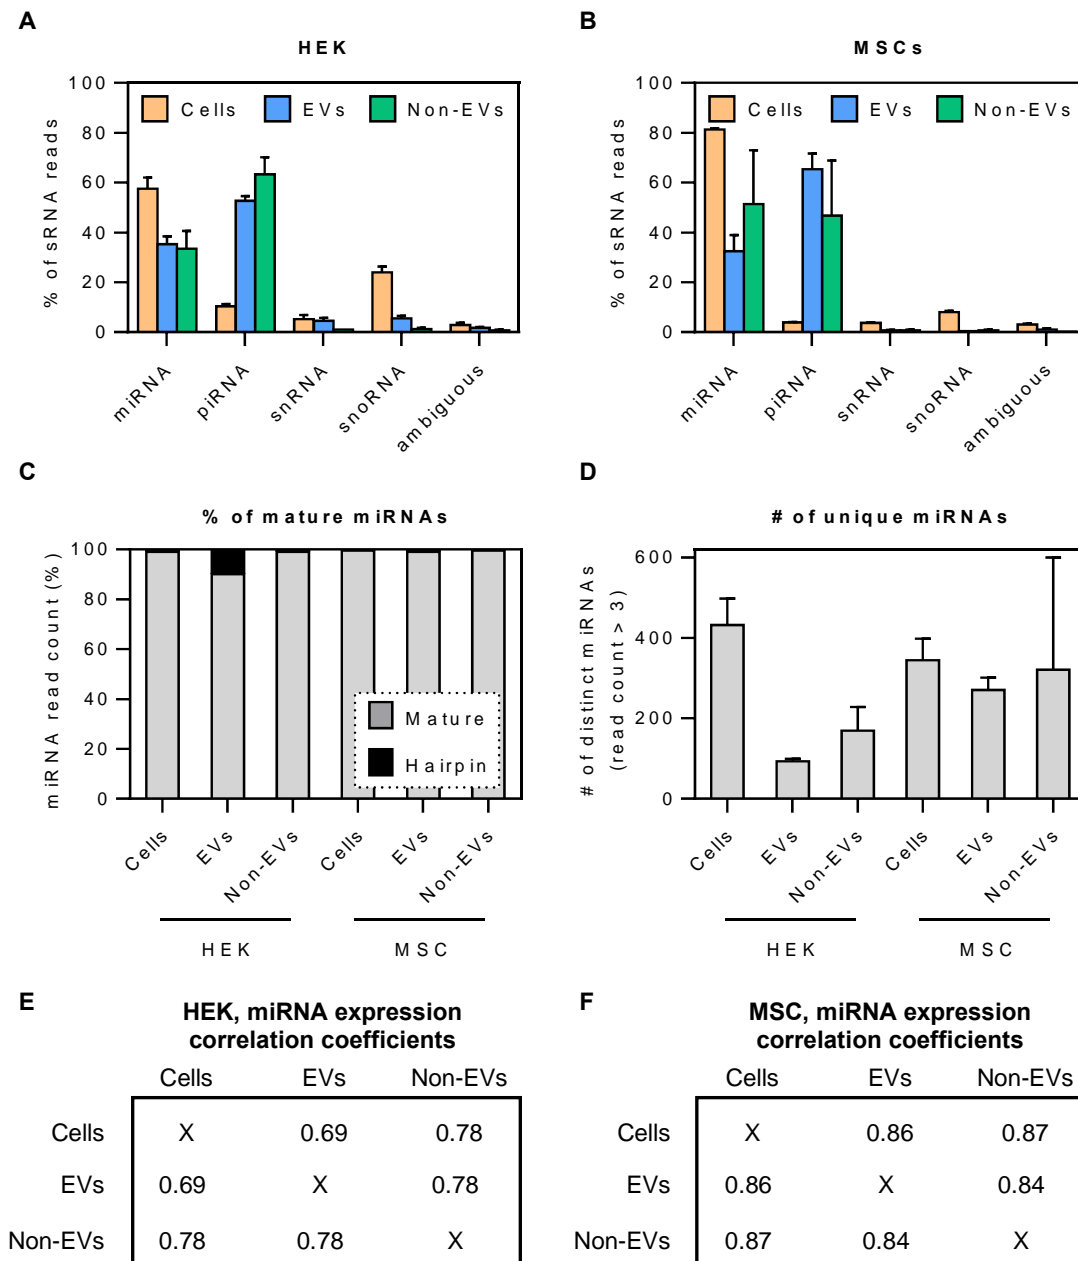 A
HEK
% of sRNA reads
100
80
60
40
20
0
Cells EVs Non-EVs
miRNA piRNA snRNA snoRNA ambiguous
B
MSCs
% of sRNA reads
100
80
60
40
20
0
Cells EVs Non-EVs
miRNA piRNA snRNA snoRNA ambiguous
C
% of mature miRNAs
miRNA read count (%)
100
80
60
40
20
0
Mature
Hairpin
Cells EVs Non-EVs Cells EVs Non-EVs
HEK MSC
D
# of unique miRNAs
# of distinct miRNAs
(read count > 3)
600
400
200
0
Cells EVs Non-EVs Cells EVs Non-EVs
HEK MSC
E
HEK, miRNA expression
correlation coefficients
Cells EVs Non-EVs
Cells X 0.69 0.78
EVs 0.69 X 0.78
Non-EVs 0.78 0.78 X
F
MSC, miRNA expression
correlation coefficients
Cells EVs Non-EVs
Cells X 0.86 0.87
EVs 0.86 X 0.84
Non-EVs 0.87 0.84 X